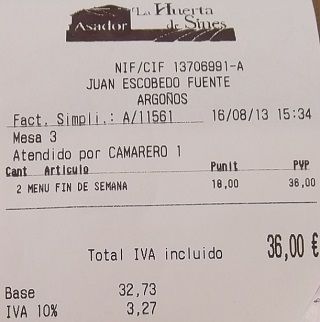 La Huerta
Asador de Sines
NIF/CIF 13706991-A
JUAN ESCOBEDO FUENTE
ARGOÑOS
Fact. Simpli.: A/11561 16/08/13 15:34
Mesa 3
Atendido por CAMARERO 1
Cant Articulo Punit PVP
2 MENU FIN DE SEMANA 18,00 36,00
Total IVA incluido 36,00 €
Base 32,73
IVA 10% 3,27